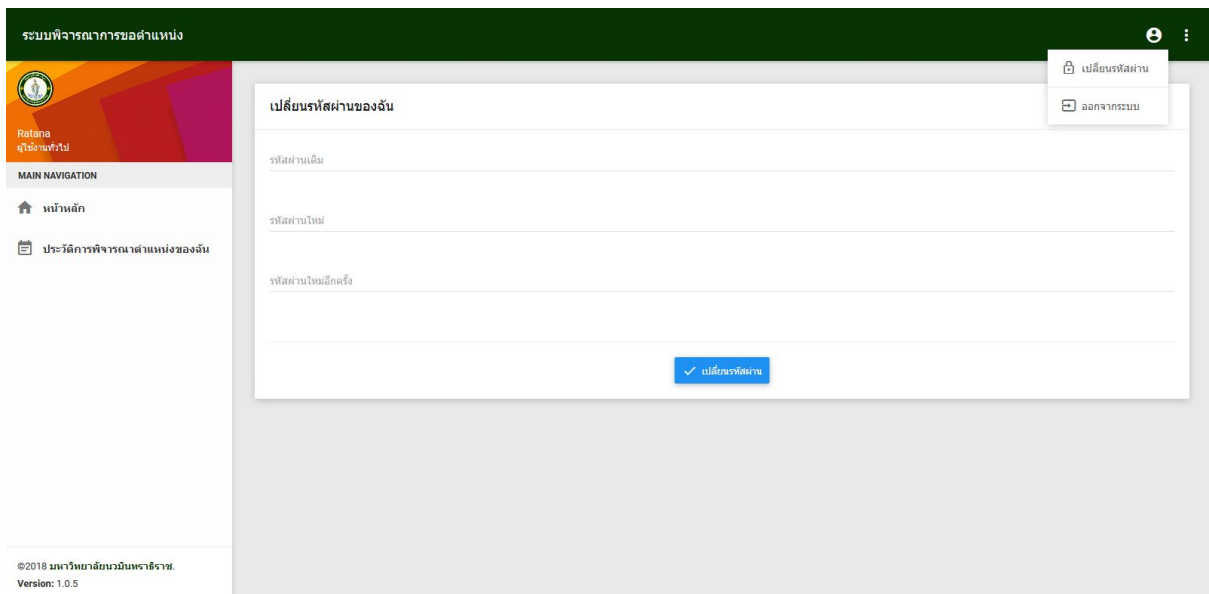 ระบบพิจารณาการขอตำแหน่ง
เปลี่ยนรหัสผ่าน
ออกจากระบบ
Ratana
ผู้ใช้งานทั่วไป
MAIN NAVIGATION
หน้าหลัก
ประวัติการพิจารณาตำแหน่งของฉัน
เปลี่ยนรหัสผ่านของฉัน
รหัสผ่านเดิม
รหัสผ่านใหม่
รหัสผ่านใหม่อีกครั้ง
เปลี่ยนรหัสผ่าน
©2018 มหาวิทยาลัยนวมินทราธิราช.
Version: 1.0.5